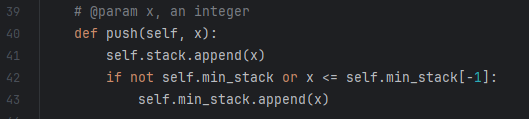 39 # @param x, an integer
40 def push(self, x):
41 self.stack.append(x)
42 if not self.min_stack or x <= self.min_stack[-1]:
43 self.min_stack.append(x)